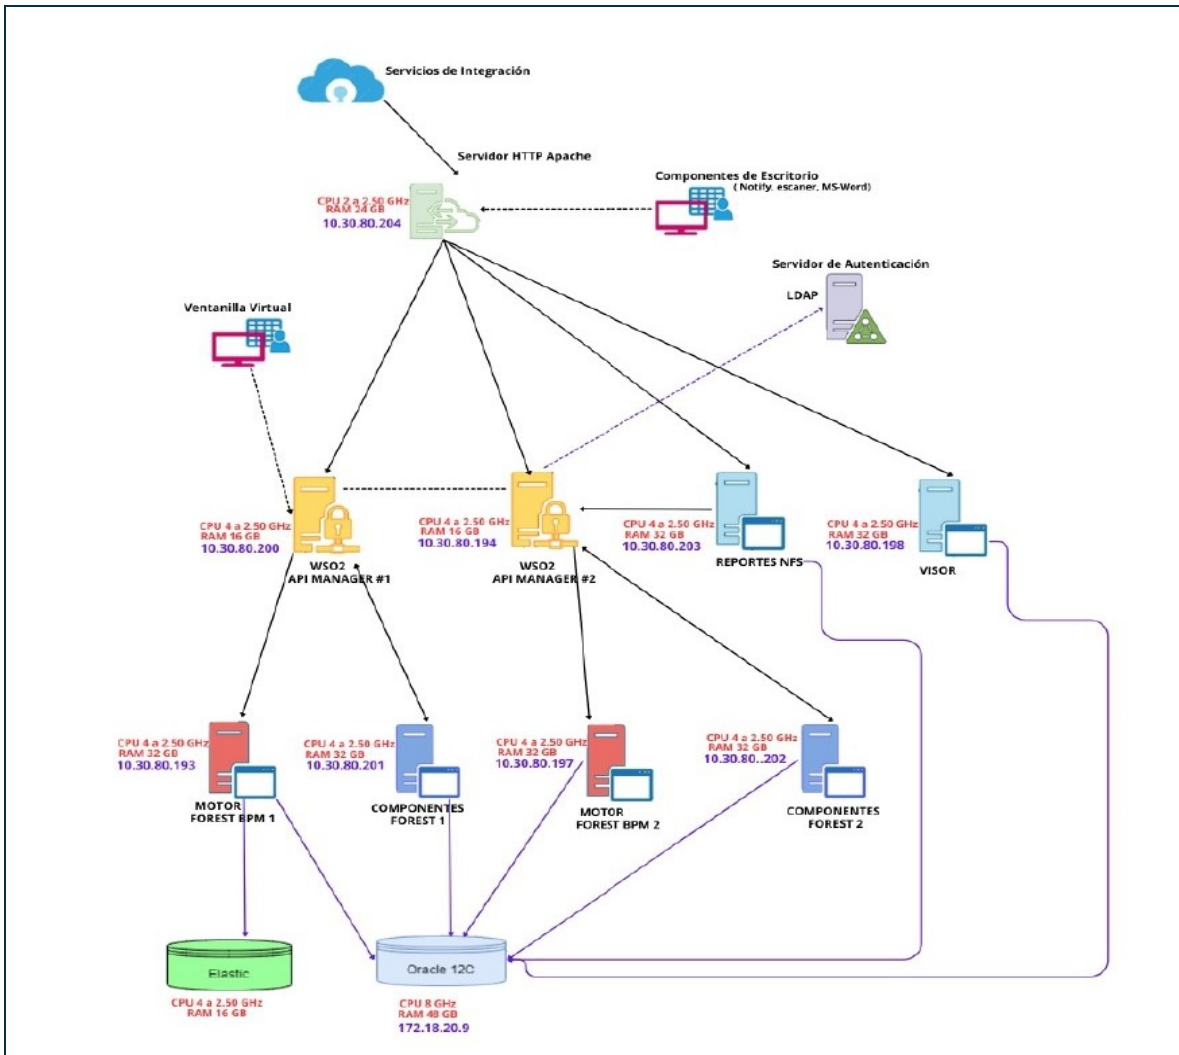 Servicios de Integración
Servidor HTTP Apache
CPU 2 a 2.50 GHz
RAM 24 GB
10.30.80.204
Componentes de Escritorio
( Notify, escaner, MS-Word)
Servidor de Autenticación
LDAP
Ventanilla Virtual
CPU 4 a 2.50 GHz
RAM 16 GB
10.30.80.200
WSO2
API MANAGER #1
CPU 4 a 2.50 GHz
RAM 16 GB
10.30.80.194
WSO2
API MANAGER #2
CPU 4 a 2.50 GHz
RAM 32 GB
10.30.80.203
REPORTES NFS
CPU 4 a 2.50 GHz
RAM 32 GB
10.30.80.198
VISOR
CPU 4 a 2.50 GHz
RAM 32 GB
10.30.80.193
MOTOR
FOREST BPM 1
CPU 4 a 2.50 GHz
RAM 32 GB
10.30.80.201
COMPONENTES
FOREST 1
CPU 4 a 2.50 GHz
RAM 32 GB
10.30.80.197
MOTOR
FOREST BPM 2
CPU 4 a 2.50 GHz
RAM 32 GB
10.30.80..202
COMPONENTES
FOREST 2
Elastic
CPU 4 a 2.50 GHz
RAM 16 GB
Oracle 12C
CPU 8 GHz
RAM 48 GB
172.18.20.9